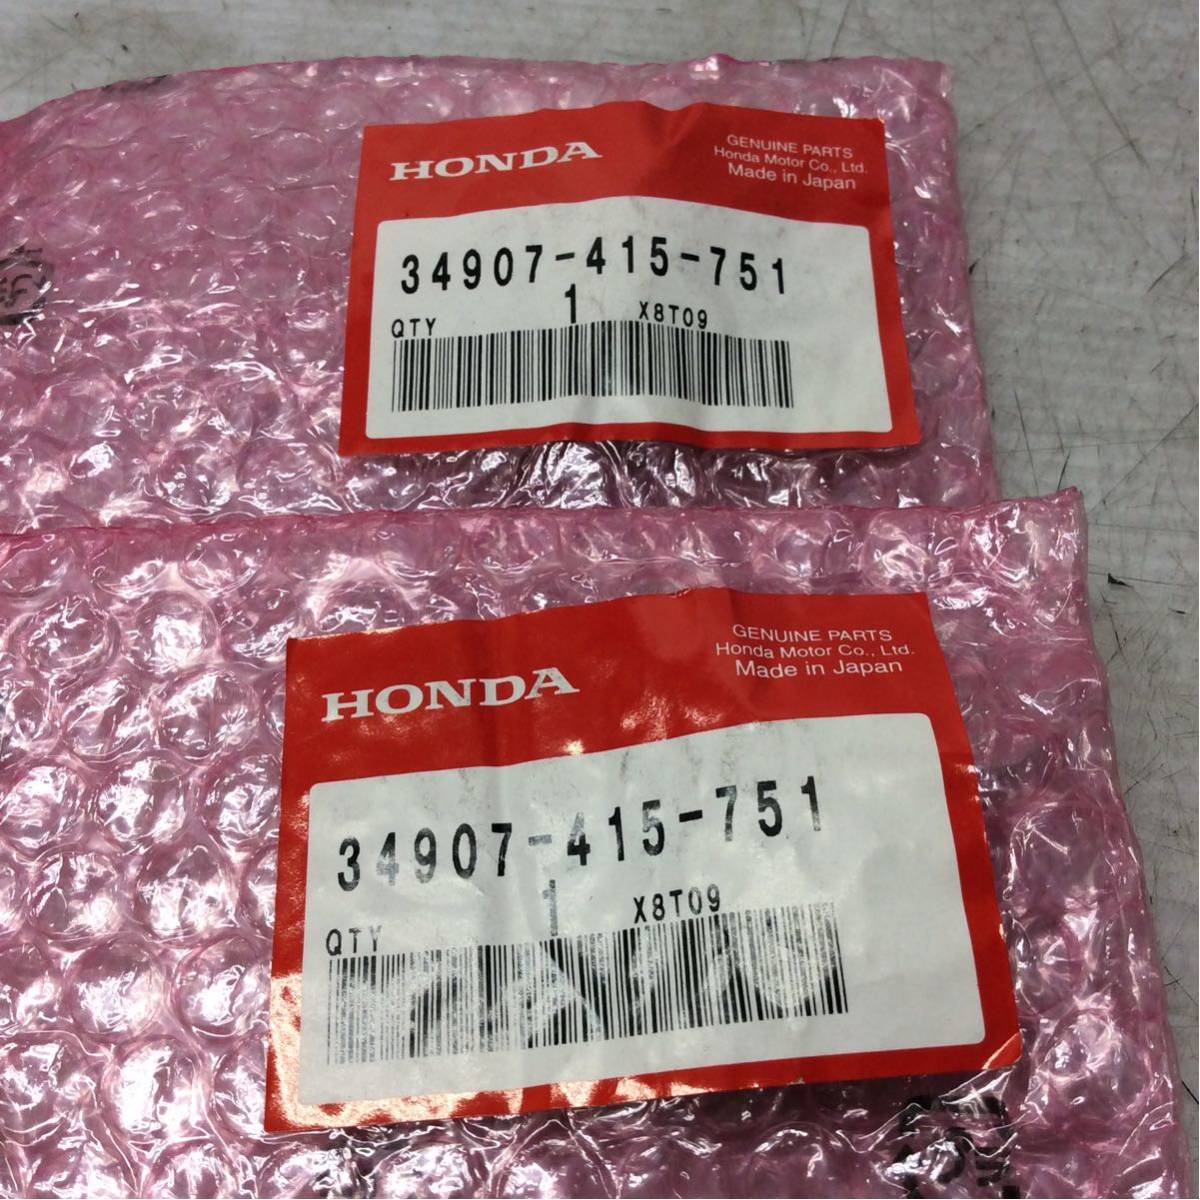 HONDA
GENUINE PARTS
Honda Motor Co., Ltd.
Made in Japan
34907-415-751
QTY 1 X8T09
HONDA
GENUINE PARTS
Honda Motor Co., Ltd.
Made in Japan
34907-415-751
QTY 1 X8T09